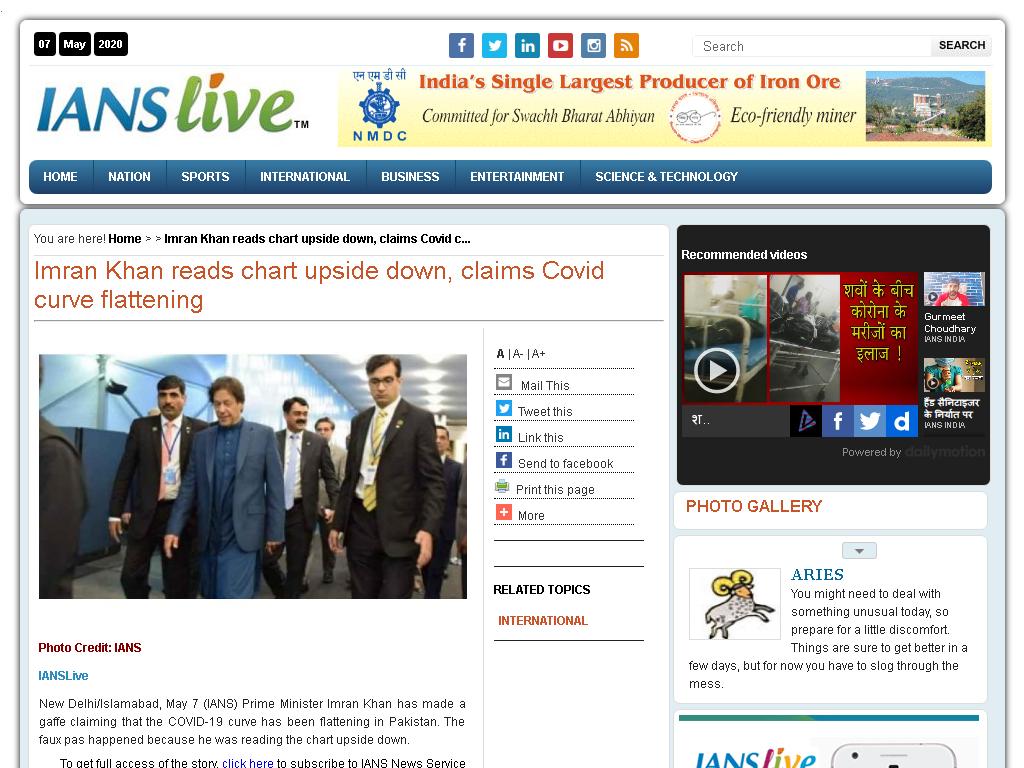 07 May 2020
Search SEARCH
IANS live TM
एन एम डी सी
NMDC
India's Single Largest Producer of Iron Ore
Committed for Swachh Bharat Abhiyan
Eco-friendly miner
HOME NATION SPORTS INTERNATIONAL BUSINESS ENTERTAINMENT SCIENCE & TECHNOLOGY
You are here! Home > > Imran Khan reads chart upside down, claims Covid c...
Imran Khan reads chart upside down, claims Covid
curve flattening
A | A- | A+
Mail This
Tweet this
Link this
Send to facebook
Print this page
More
RELATED TOPICS
INTERNATIONAL
Photo Credit: IANS
IANSLive
New Delhi/Islamabad, May 7 (IANS) Prime Minister Imran Khan has made a
gaffe claiming that the COVID-19 curve has been flattening in Pakistan. The
faux pas happened because he was reading the chart upside down.
To get full access of the story, click here to subscribe to IANS News Service
Recommended videos
शवों के बीच
कोरोना के
मरीजों का
इलाज !
श..
Gurmeet
Choudhary
IANS INDIA
हैंड सैनिटाइजर
के निर्यात पर
IANS INDIA
Powered by dailymotion
PHOTO GALLERY
ARIES
You might need to deal with
something unusual today, so
prepare for a little discomfort.
Things are sure to get better in a
few days, but for now you have to slog through the
mess.
IANS live